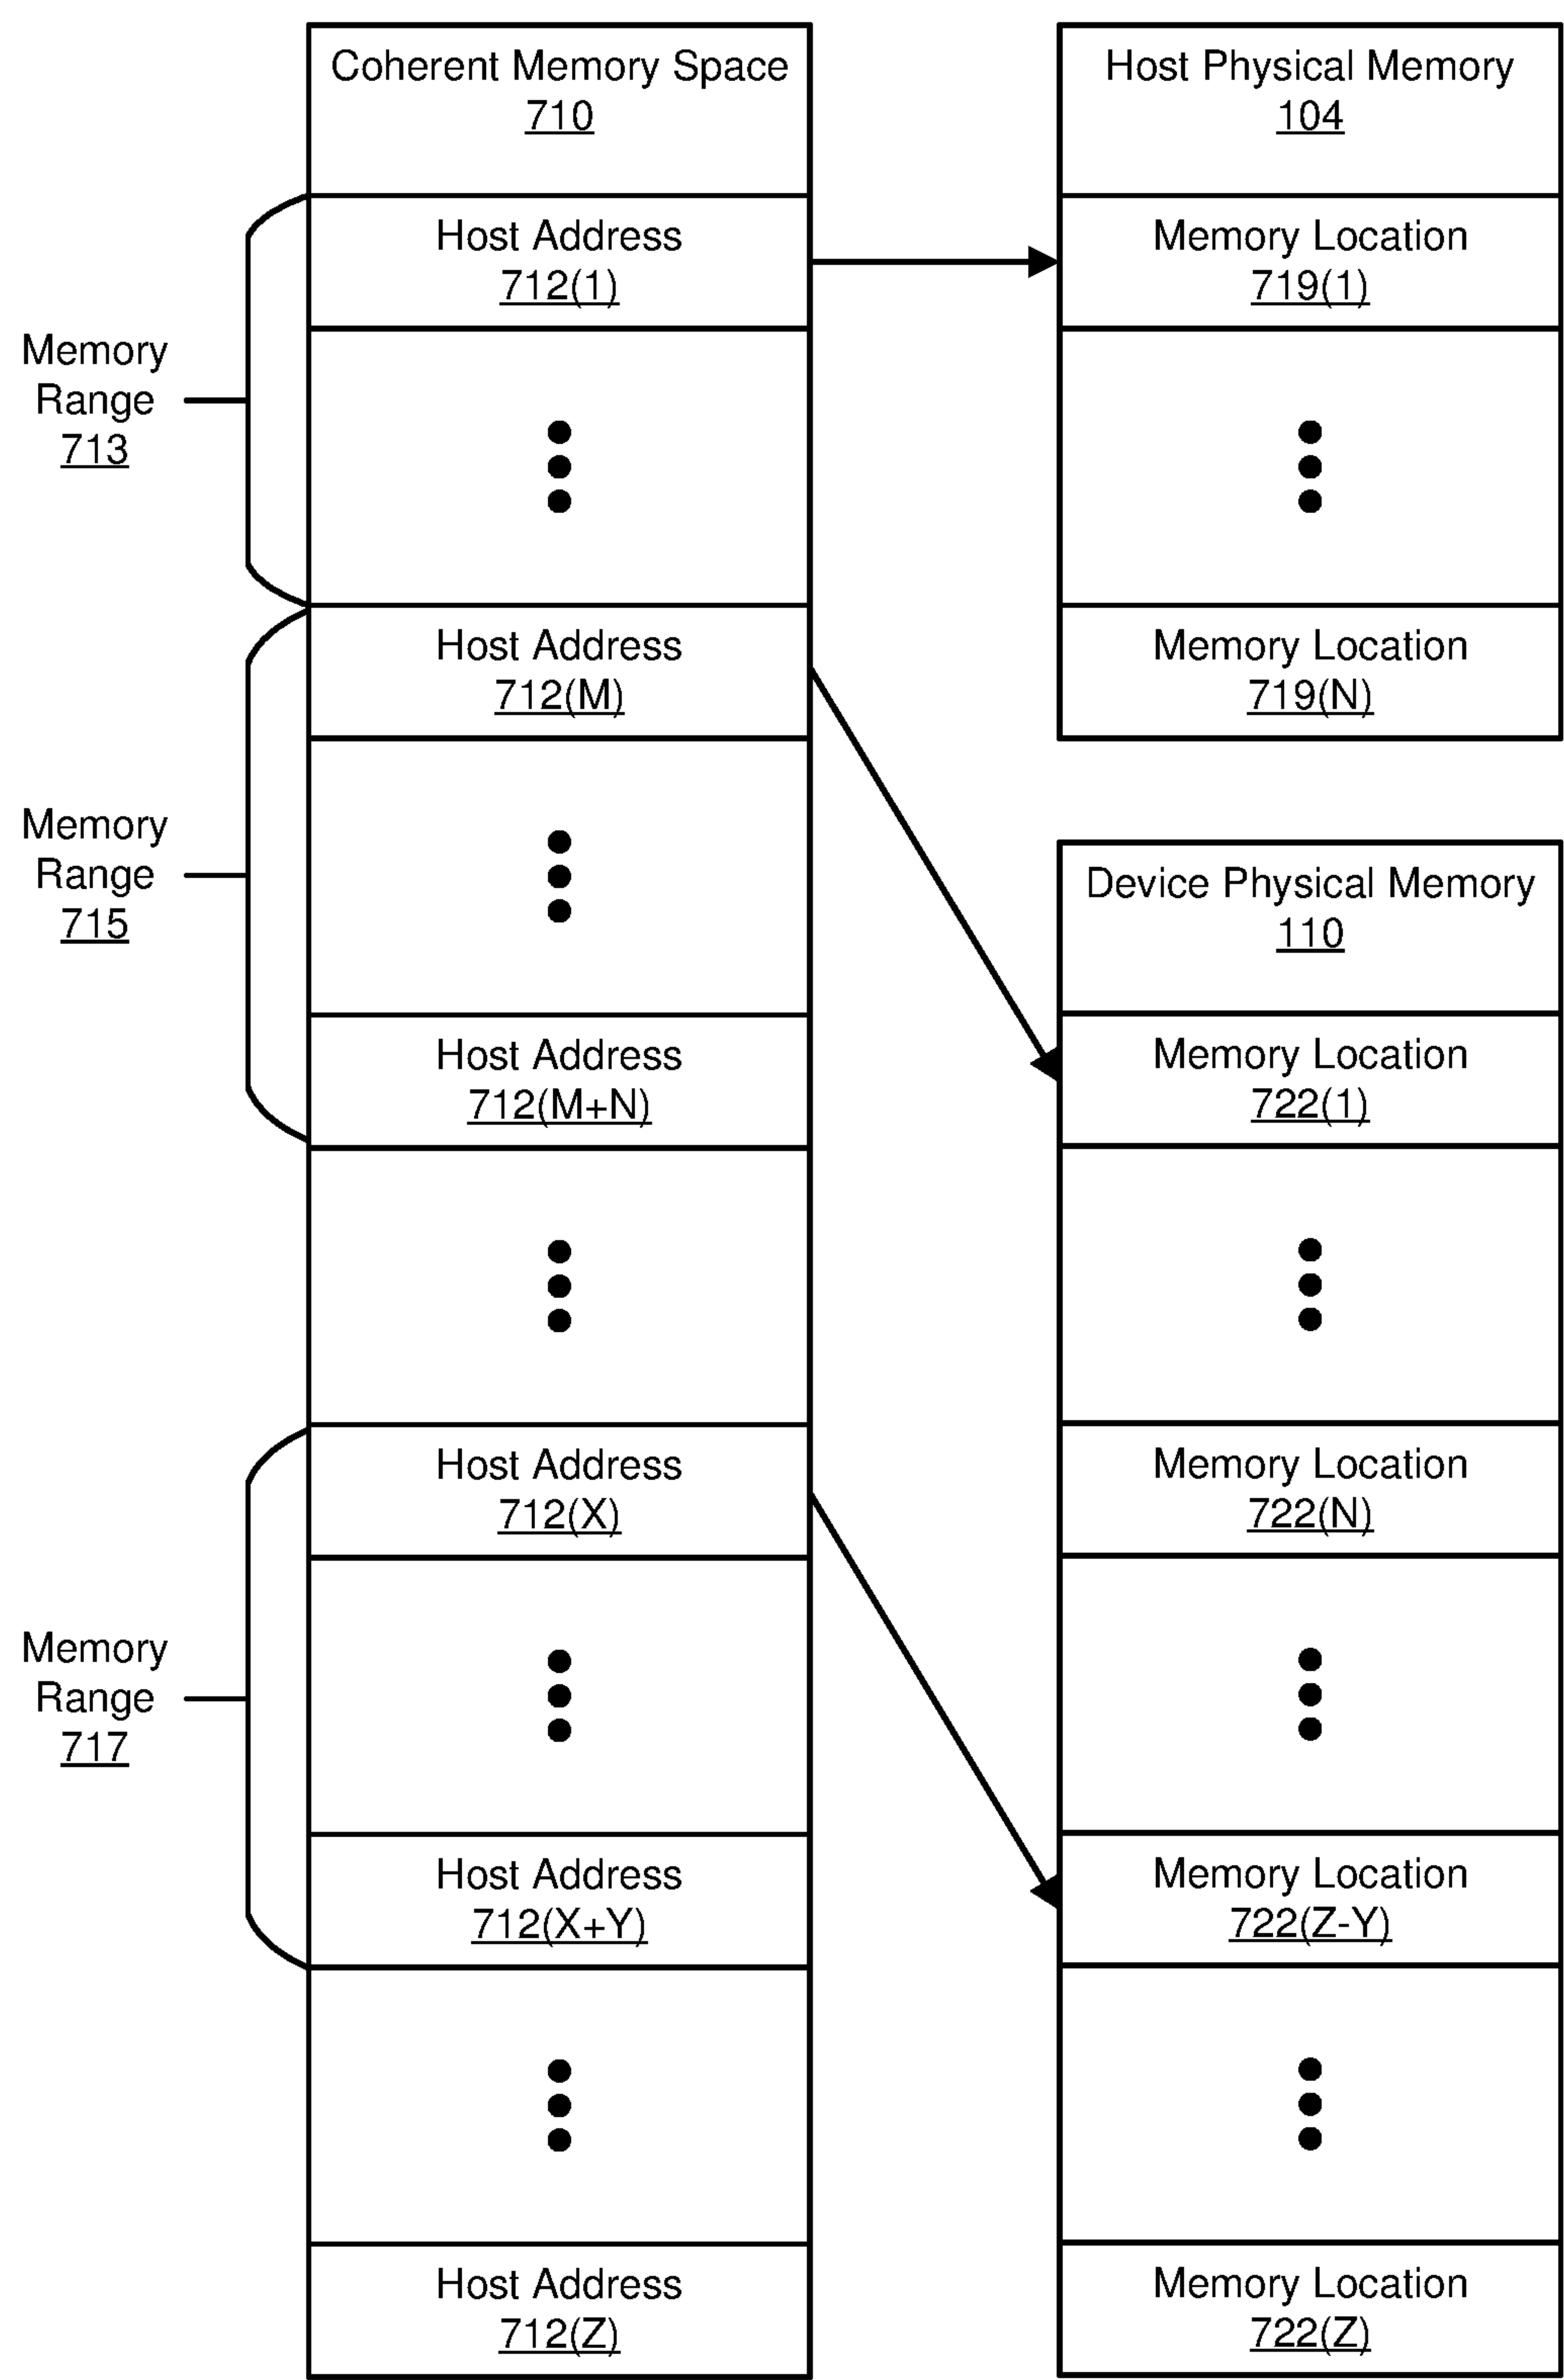 Coherent Memory Space
710
Host Address
712(1)
Host Address
712(M)
Host Address
712(M+N)
Host Address
712(X)
Host Address
712(X+Y)
Host Address
712(Z)
Memory
Range
713
Memory
Range
715
Memory
Range
717
Host Physical Memory
104
Memory Location
719(1)
Memory Location
719(N)
Device Physical Memory
110
Memory Location
722(1)
Memory Location
722(N)
Memory Location
722(Z-Y)
Memory Location
722(Z)